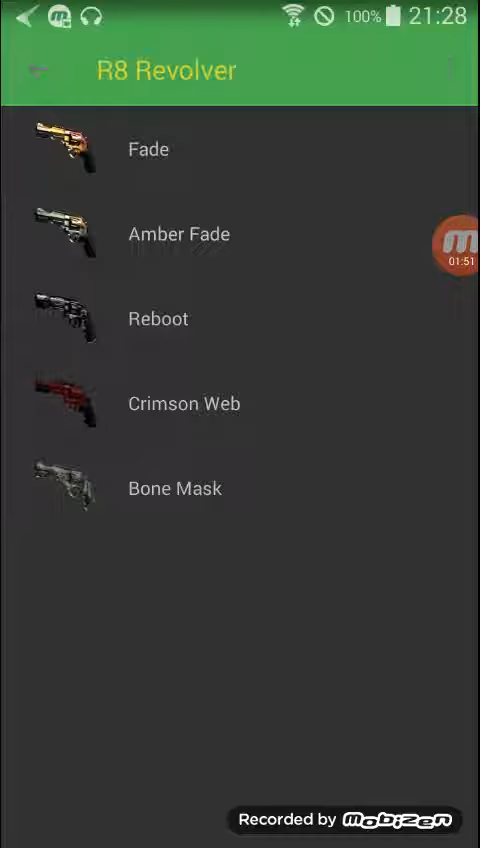 100% 21:28
R8 Revolver
Fade
Amber Fade
01:51
Reboot
Crimson Web
Bone Mask
Recorded by Mobizen